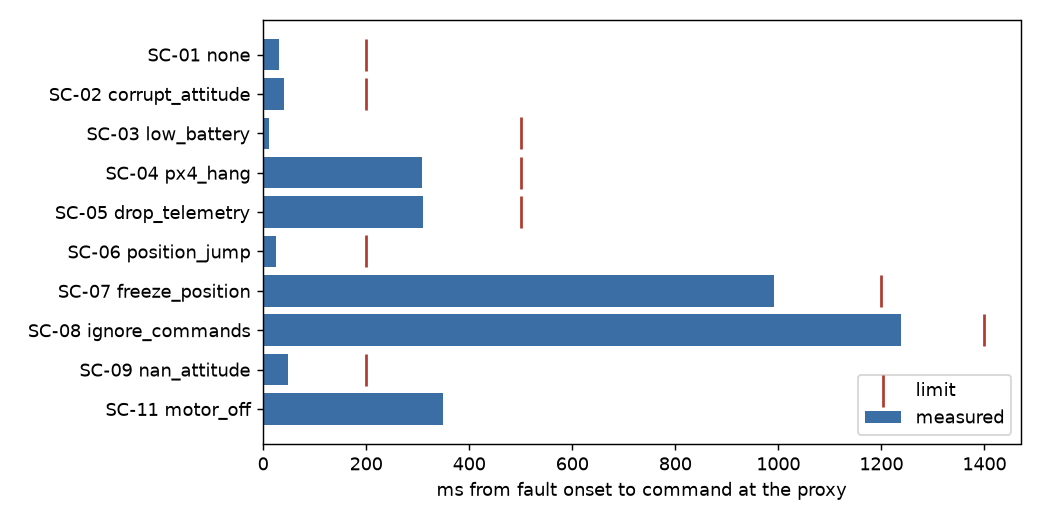 SC-01 none
SC-02 corrupt_attitude
SC-03 low_battery
SC-04 px4_hang
SC-05 drop_telemetry
SC-06 position_jump
SC-07 freeze_position
SC-08 ignore_commands
SC-09 nan_attitude
SC-11 motor_off
limit
measured
0 200 400 600 800 1000 1200 1400
ms from fault onset to command at the proxy